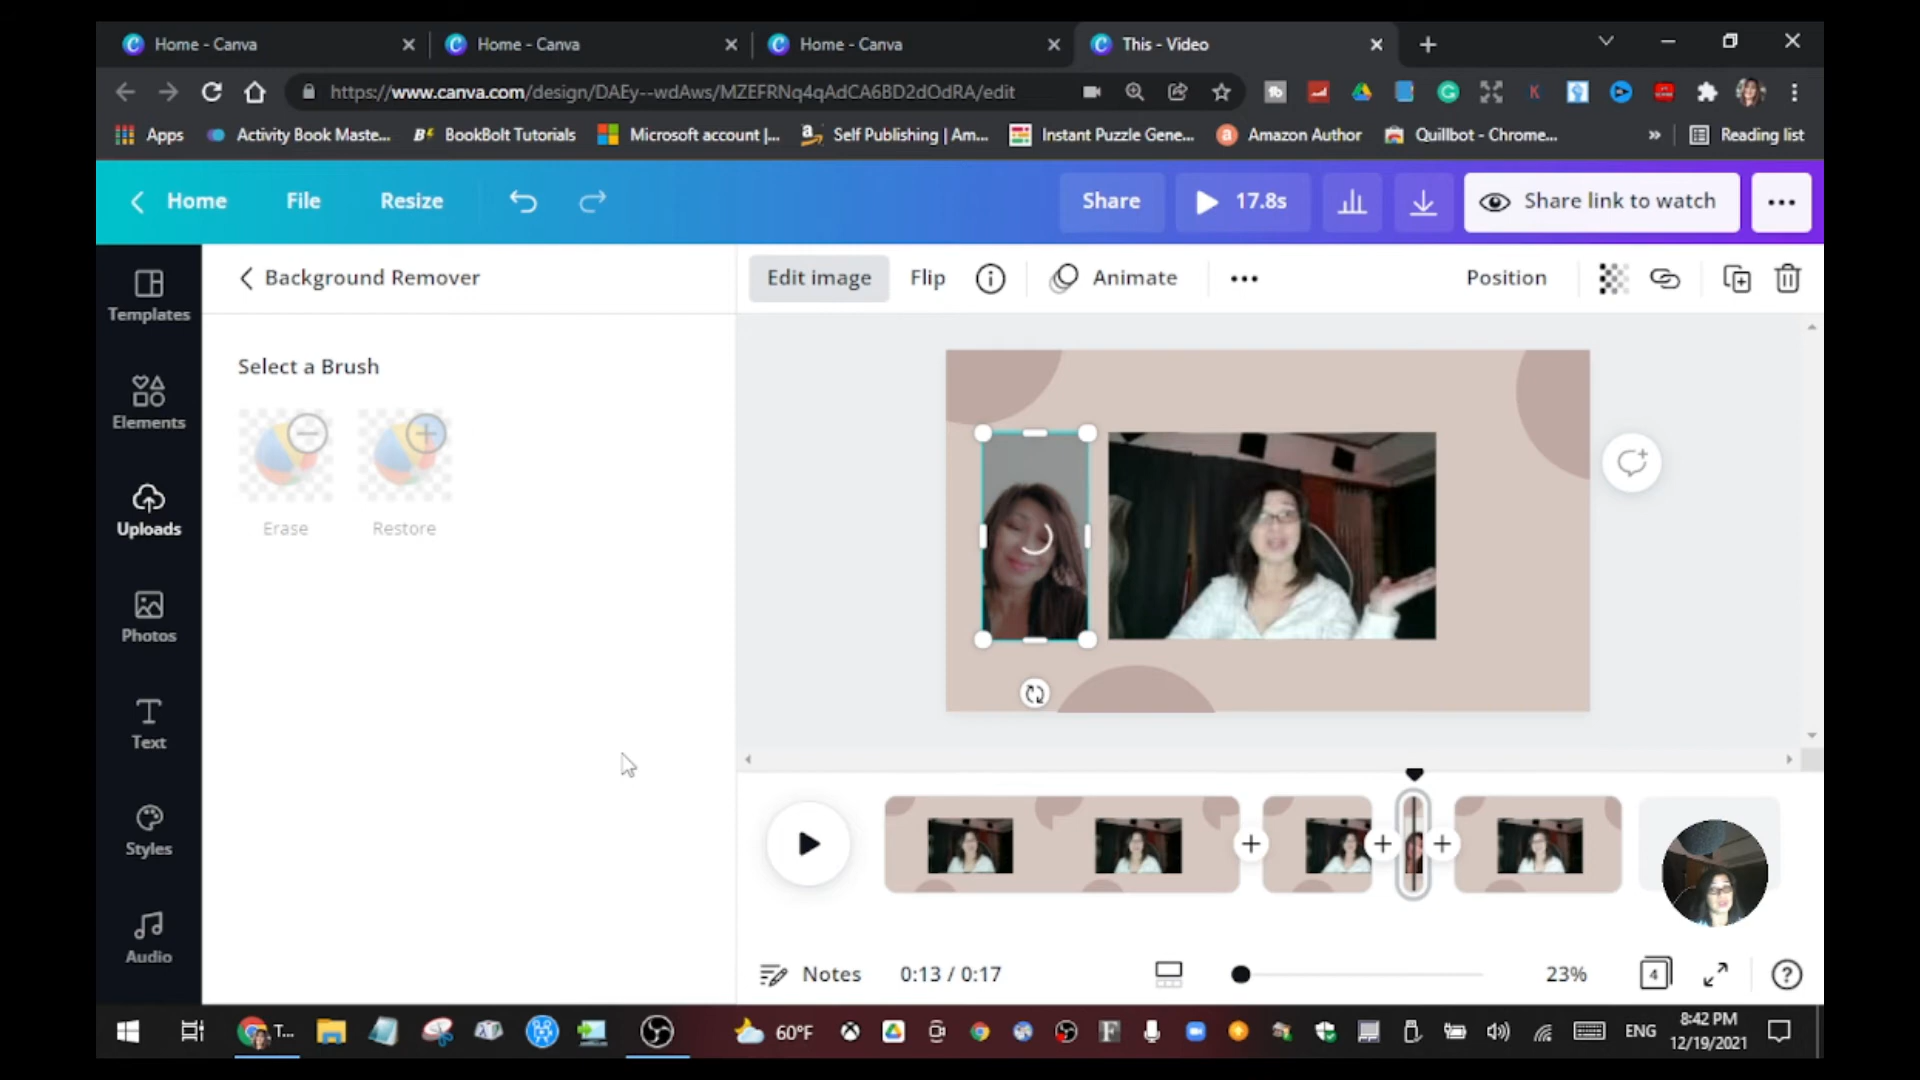 Home - Canva
Home - Canva
Home - Canva
This - Video
https://www.canva.com/design/DAEy--wdAws/MZEFRNq4qAdCA6BD2dOdRA/edit
Apps
Activity Book Maste...
BookBolt Tutorials
Microsoft account |...
Self Publishing | Am...
Instant Puzzle Gene...
Amazon Author
Quillbot - Chrome...
Reading list
Home
File
Resize
Share
17.8s
Share link to watch
Templates
Elements
Uploads
Photos
Text
Styles
Audio
Background Remover
Select a Brush
Erase
Restore
Edit image
Flip
Animate
Position
Notes
0:13 / 0:17
23%
4
T...
60°F
ENG
8:42 PM
12/19/2021